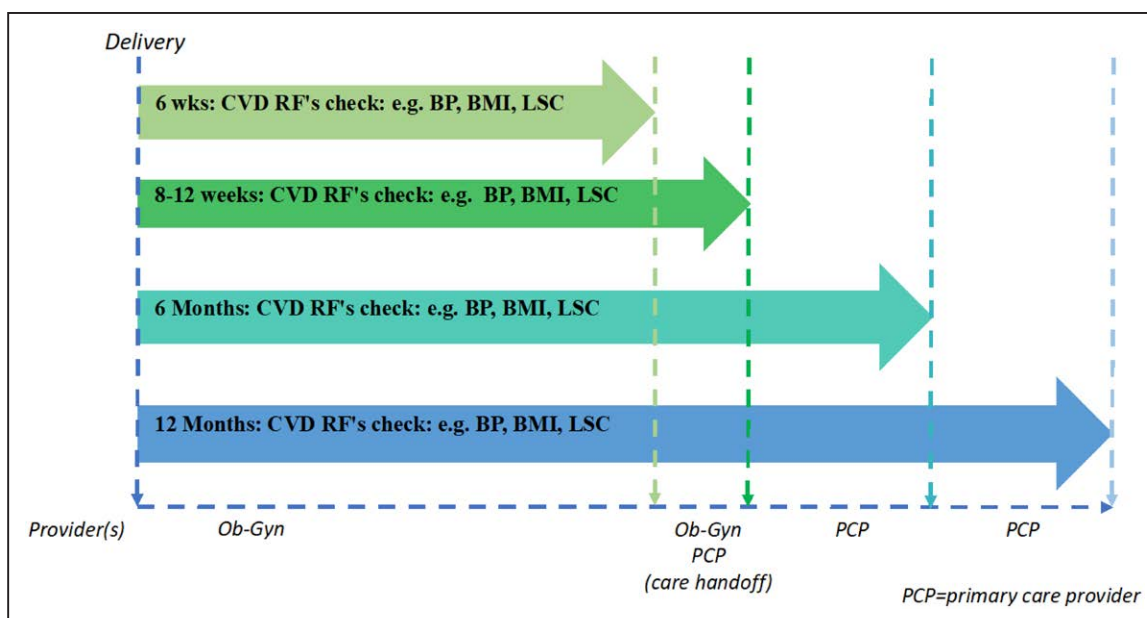 Delivery
6 wks: CVD RF's check: e.g. BP, BMI, LSC
8-12 weeks: CVD RF's check: e.g. BP, BMI, LSC
6 Months: CVD RF's check: e.g. BP, BMI, LSC
12 Months: CVD RF's check: e.g. BP, BMI, LSC
Provider(s) Ob-Gyn Ob-Gyn PCP PCP
PCP
(care handoff)
PCP=primary care provider